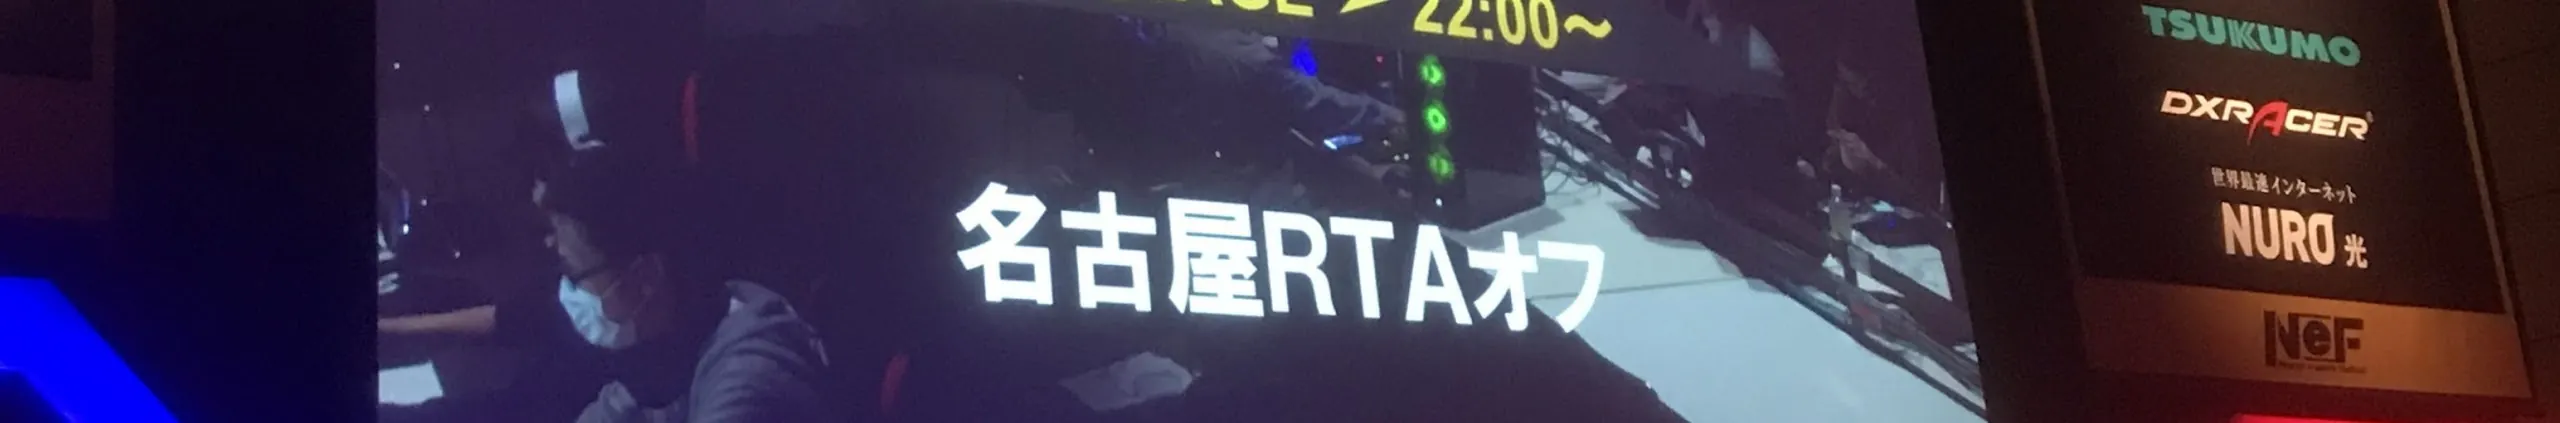 22:00～
名古屋RTAオフ
TSUKUMO
DXRACER
世界最速インターネット
NURO 光
NeF